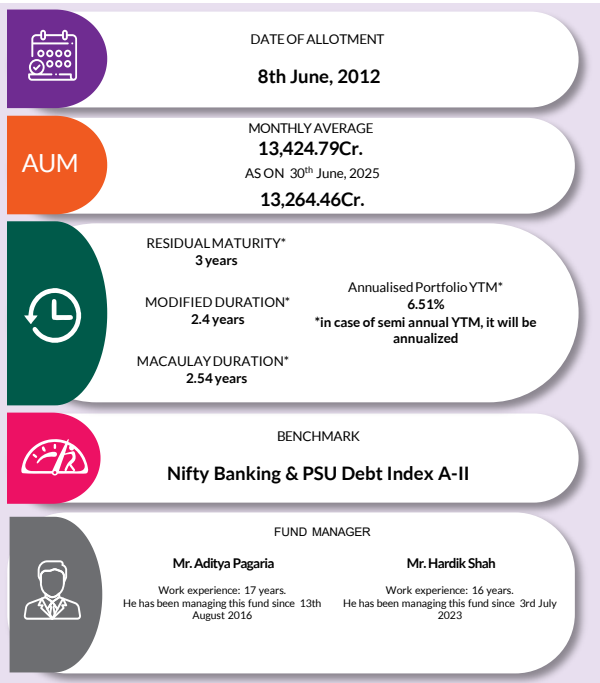 DATE OF ALLOTMENT
8th June, 2012
AUM
MONTHLY AVERAGE
13,424.79Cr.
AS ON 30th June, 2025
13,264.46Cr.
RESIDUAL MATURITY*
3 years
MODIFIED DURATION*
2.4 years
MACAULAY DURATION*
2.54 years
Annualised Portfolio YTM*
6.51%
*in case of semi annual YTM, it will be
annualized
BENCHMARK
Nifty Banking & PSU Debt Index A-II
FUND MANAGER
Mr. Aditya Pagaria
Work experience: 17 years.
He has been managing this fund since 13th
August 2016
Mr. Hardik Shah
Work experience: 16 years.
He has been managing this fund since 3rd July
2023